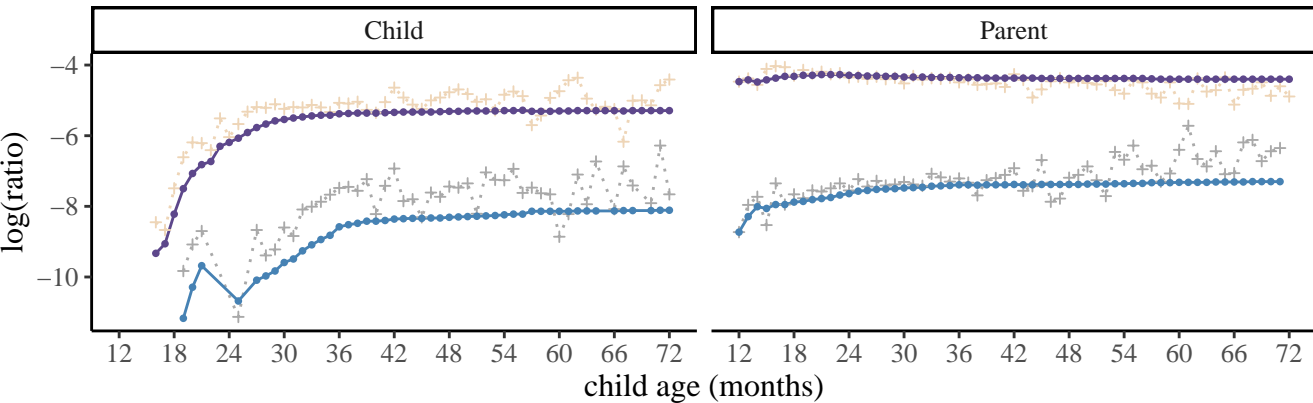 Child Parent
−4
−6
−8
−10
log(ratio)
12 18 24 30 36 42 48 54 60 66 72 12 18 24 30 36 42 48 54 60 66 72
child age (months)